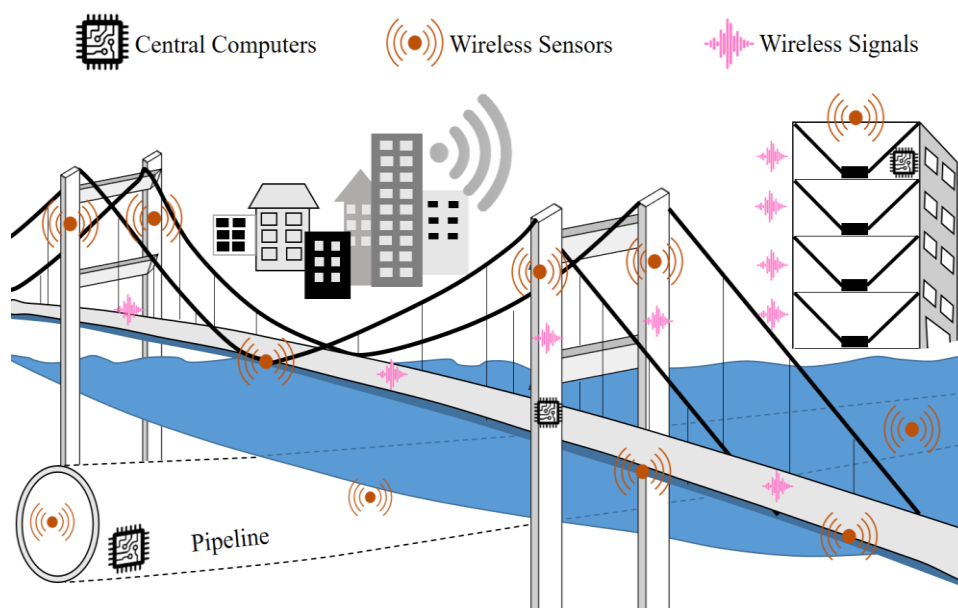 Central Computers
Wireless Sensors
Wireless Signals
Pipeline